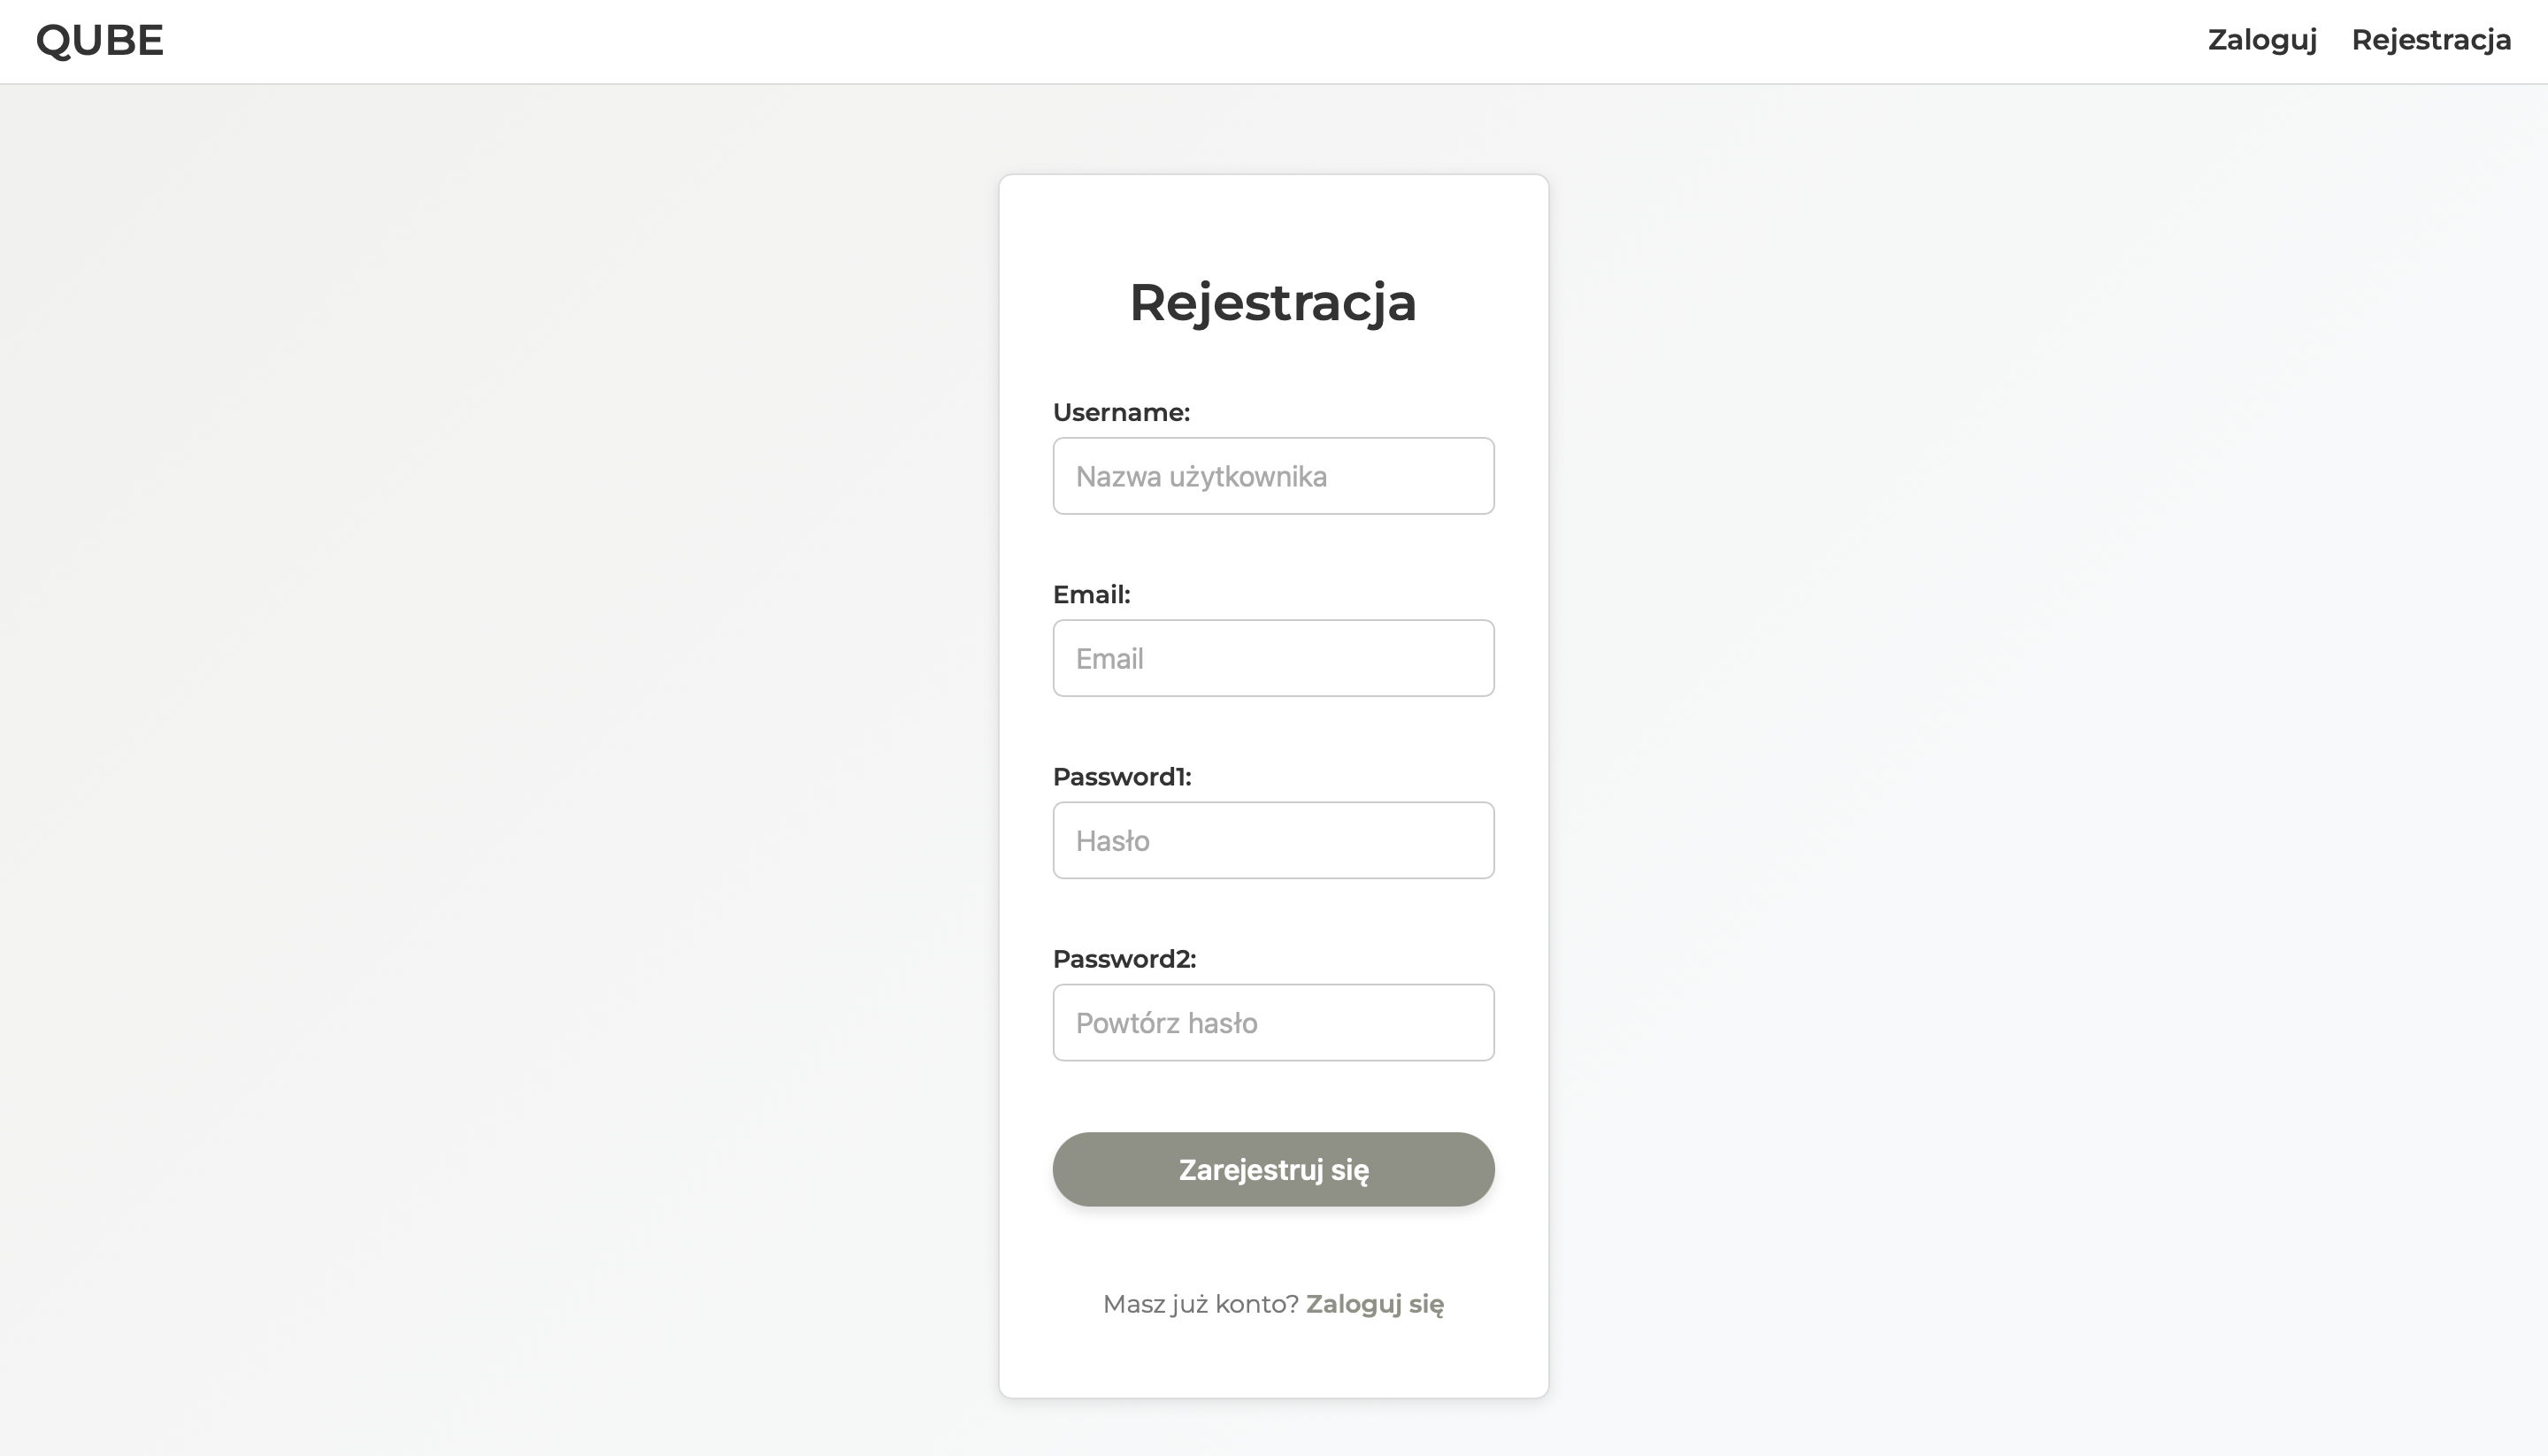 QUBE
Zaloguj Rejestracja
Rejestracja
Username:
Nazwa użytkownika
Email:
Email
Password1:
Hasło
Password2:
Powtórz hasło
Zarejestruj się
Masz już konto? Zaloguj się